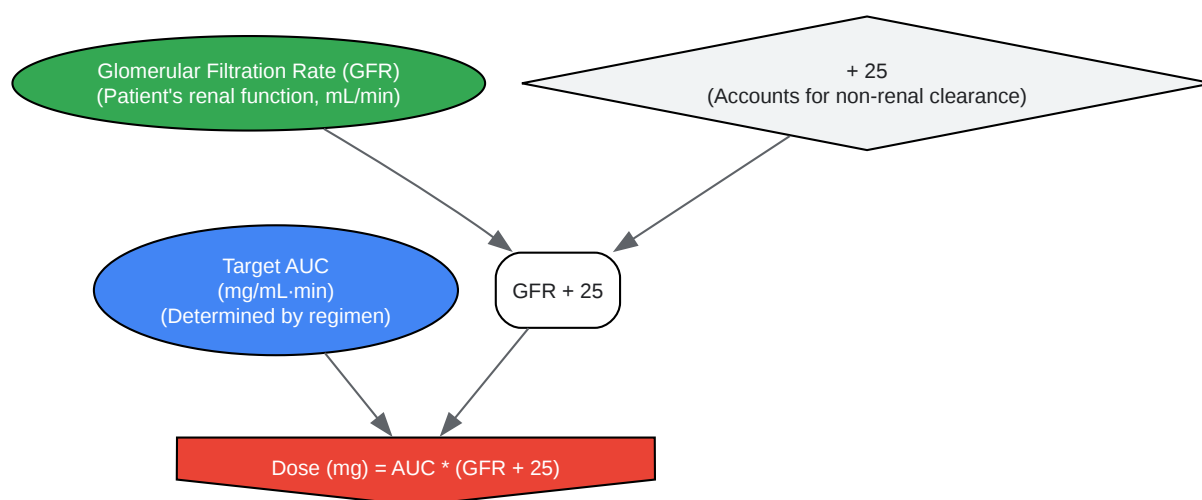 Glomerular Filtration Rate (GFR)
(Patient's renal function, mL/min)
+ 25
(Accounts for non-renal clearance)
Target AUC
(mg/mL·min)
(Determined by regimen)
GFR + 25
Dose (mg) = AUC * (GFR + 25)